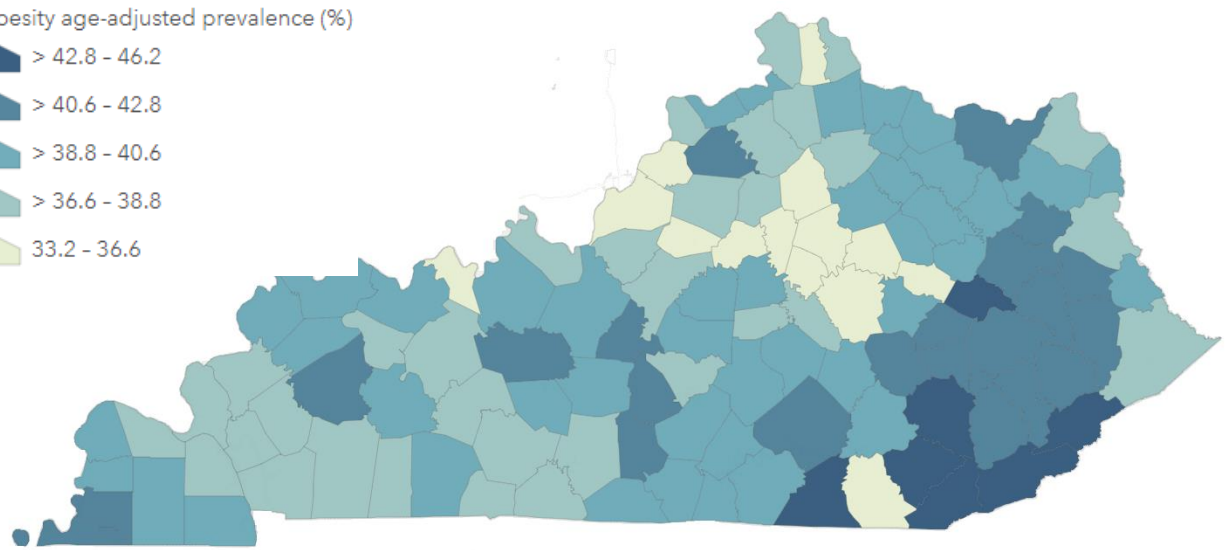 besity age-adjusted prevalence (%)
> 42.8 - 46.2
> 40.6 - 42.8
> 38.8 - 40.6
> 36.6 - 38.8
33.2 - 36.6